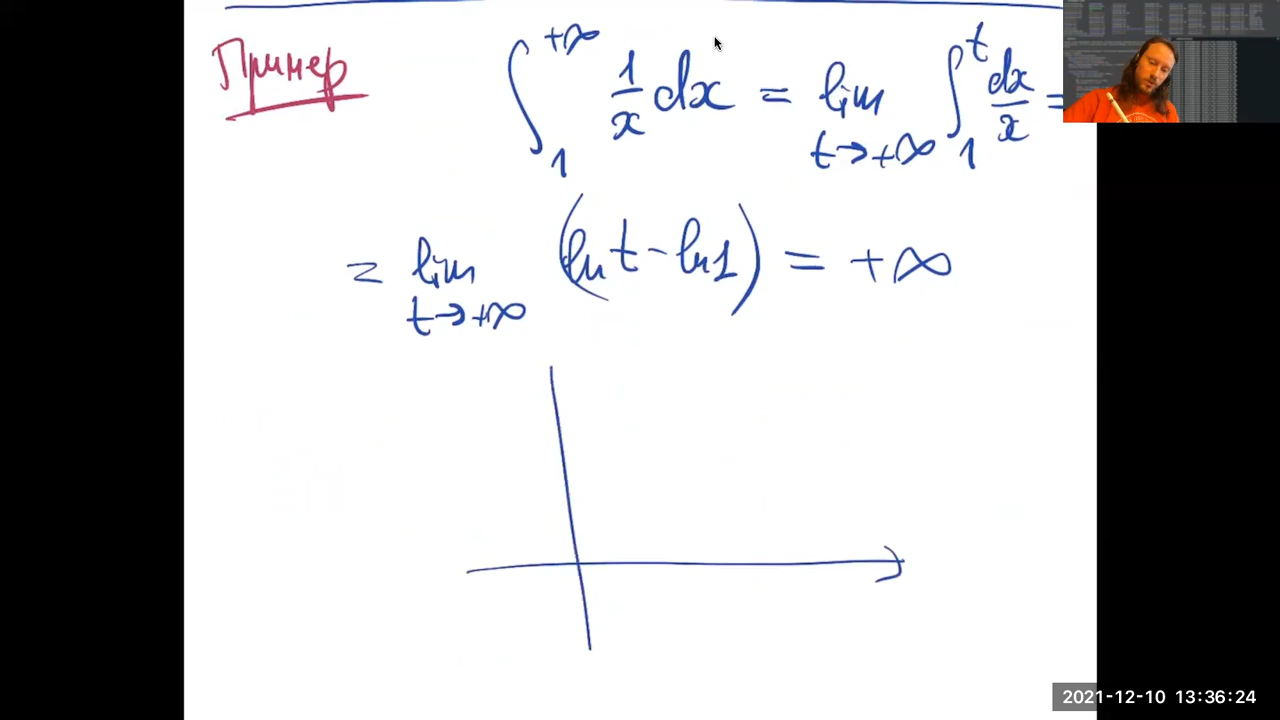 Пример
∫₁^{+∞} 1/x dx = lim_{t→+∞} ∫₁^t dx/x =
= lim_{t→+∞} (ln t - ln 1) = +∞
2021-12-10 13:36:24